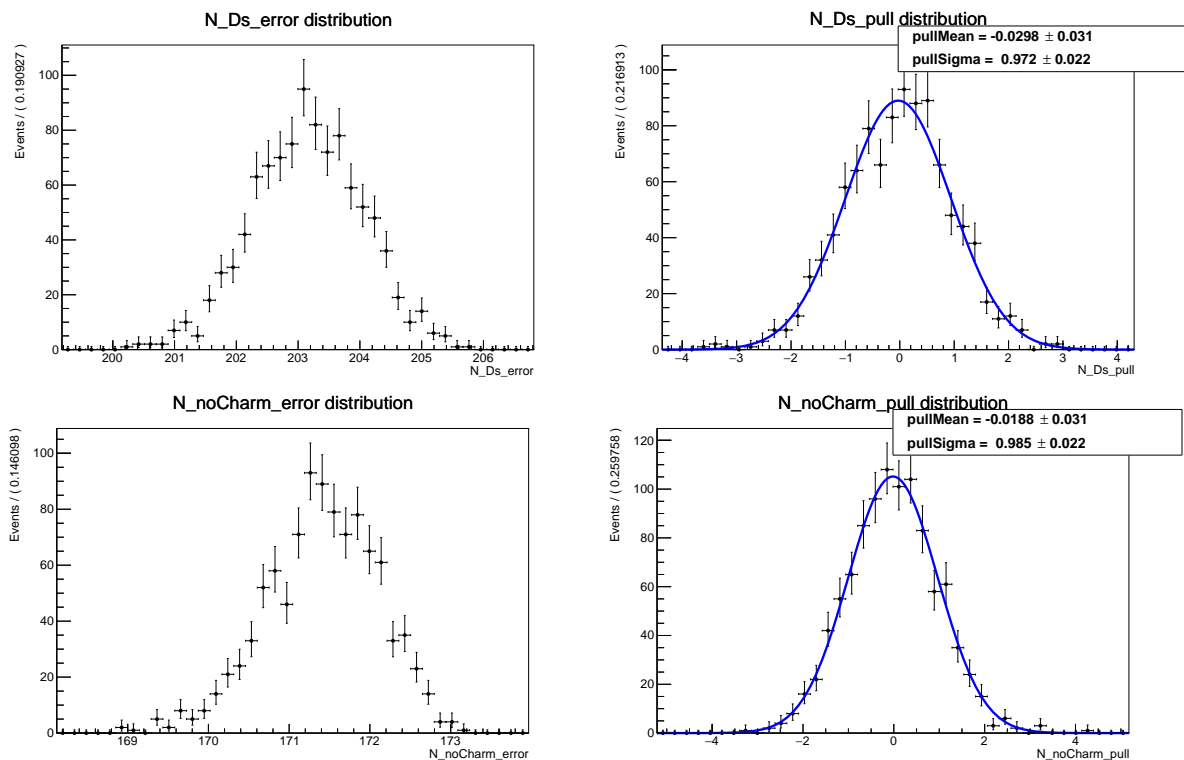 N_Ds_error distribution
Events / ( 0.190927 )
100
80
60
40
20
0
200 201 202 203 204 205 206
N_Ds_error
N_Ds_pull distribution
pullMean = -0.0298 ± 0.031
pullSigma = 0.972 ± 0.022
Events / ( 0.216913 )
100
80
60
40
20
0
−4 −3 −2 −1 0 1 2 3 4
N_Ds_pull
N_noCharm_error distribution
Events / ( 0.146098 )
100
80
60
40
20
0
169 170 171 172 173
N_noCharm_error
N_noCharm_pull distribution
pullMean = -0.0188 ± 0.031
pullSigma = 0.985 ± 0.022
Events / ( 0.259758 )
120
100
80
60
40
20
0
−4 −2 0 2 4
N_noCharm_pull